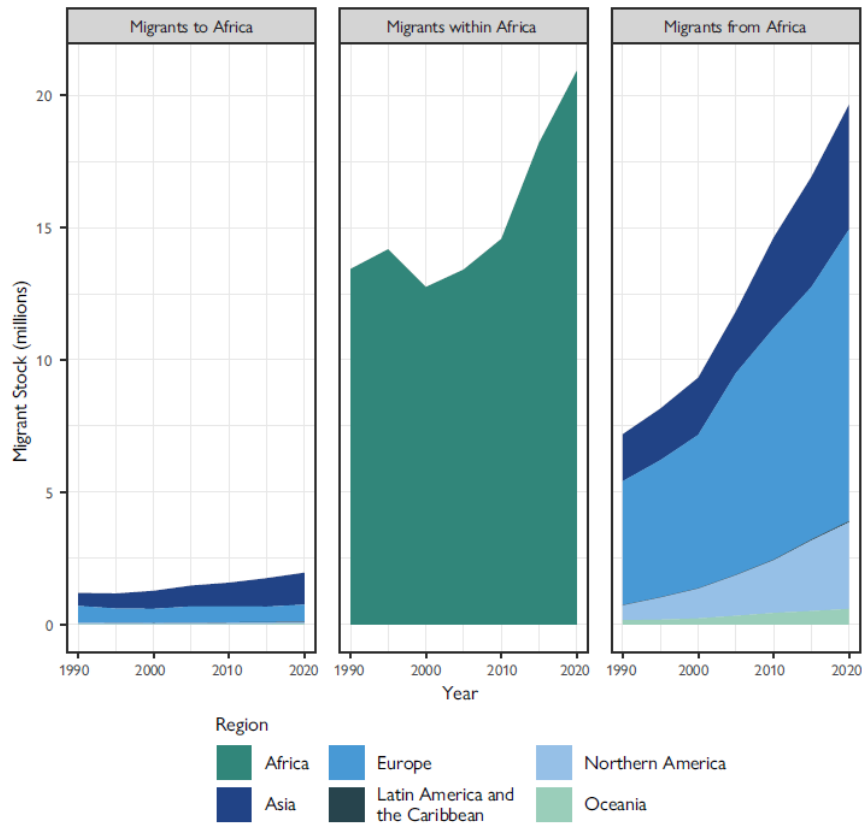 Migrants to Africa
Migrants within Africa
Migrants from Africa
Migrant Stock (millions)
20
15
10
5
0
1990 2000 2010 2020
1990 2000 2010 2020
1990 2000 2010 2020
Year
Region
Africa
Europe
Northern America
Asia
Latin America and
the Caribbean
Oceania